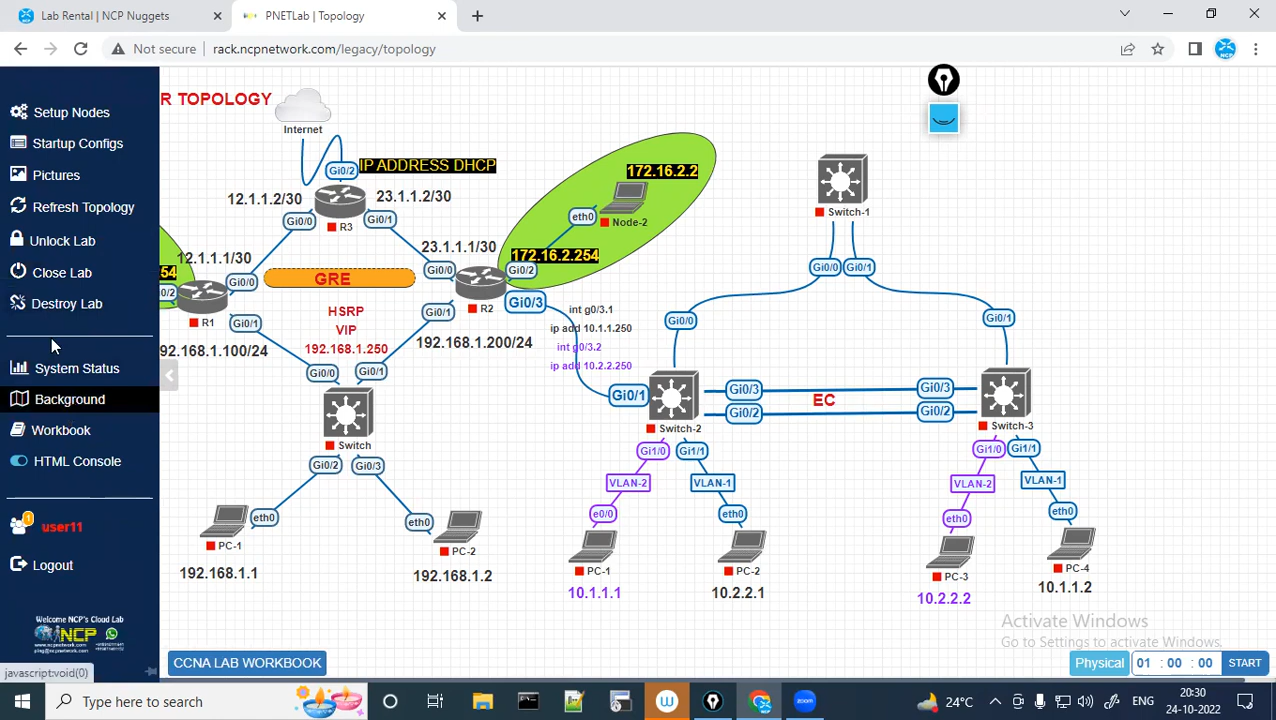 Lab Rental | NCP Nuggets
PNETLab | Topology
Not secure
rack.ncpnetwork.com/legacy/topology
Setup Nodes
Startup Configs
Pictures
Refresh Topology
Unlock Lab
Close Lab
Destroy Lab
System Status
Background
Workbook
HTML Console
user11
Logout
Welcome NCP's Cloud Lab
NCP
javascript:void(0)
R TOPOLOGY
Internet
Gi0/2
IP ADDRESS DHCP
12.1.1.2/30
23.1.1.2/30
Gi0/0
Gi0/1
R3
172.16.2.2
eth0
Node-2
23.1.1.1/30
172.16.2.254
12.1.1.1/30
254
0/2
Gi0/0
GRE
Gi0/0
Gi0/2
R1
R2
Gi0/3
Gi0/1
HSRP
VIP
192.168.1.250
Gi0/1
92.168.1.100/24
192.168.1.200/24
int g0/3.1
ip add 10.1.1.250
int g0/3.2
ip add 10.2.2.250
Gi0/0
Gi0/1
Switch
Gi0/2
Gi0/3
eth0
eth0
PC-1
PC-2
192.168.1.1
192.168.1.2
Switch-1
Gi0/0
Gi0/1
Gi0/0
Gi0/1
Gi0/1
Gi0/3
Gi0/3
EC
Gi0/2
Gi0/2
Switch-2
Switch-3
Gi1/0
Gi1/1
Gi1/0
Gi1/1
VLAN-2
VLAN-1
VLAN-2
VLAN-1
e0/0
eth0
eth0
eth0
PC-1
PC-2
PC-3
PC-4
10.1.1.1
10.2.2.1
10.2.2.2
10.1.1.2
Activate Windows
Go to Settings to activate Windows.
CCNA LAB WORKBOOK
Physical
01 : 00 : 00
START
Type here to search
W
zoom
24°C
ENG
20:30
24-10-2022